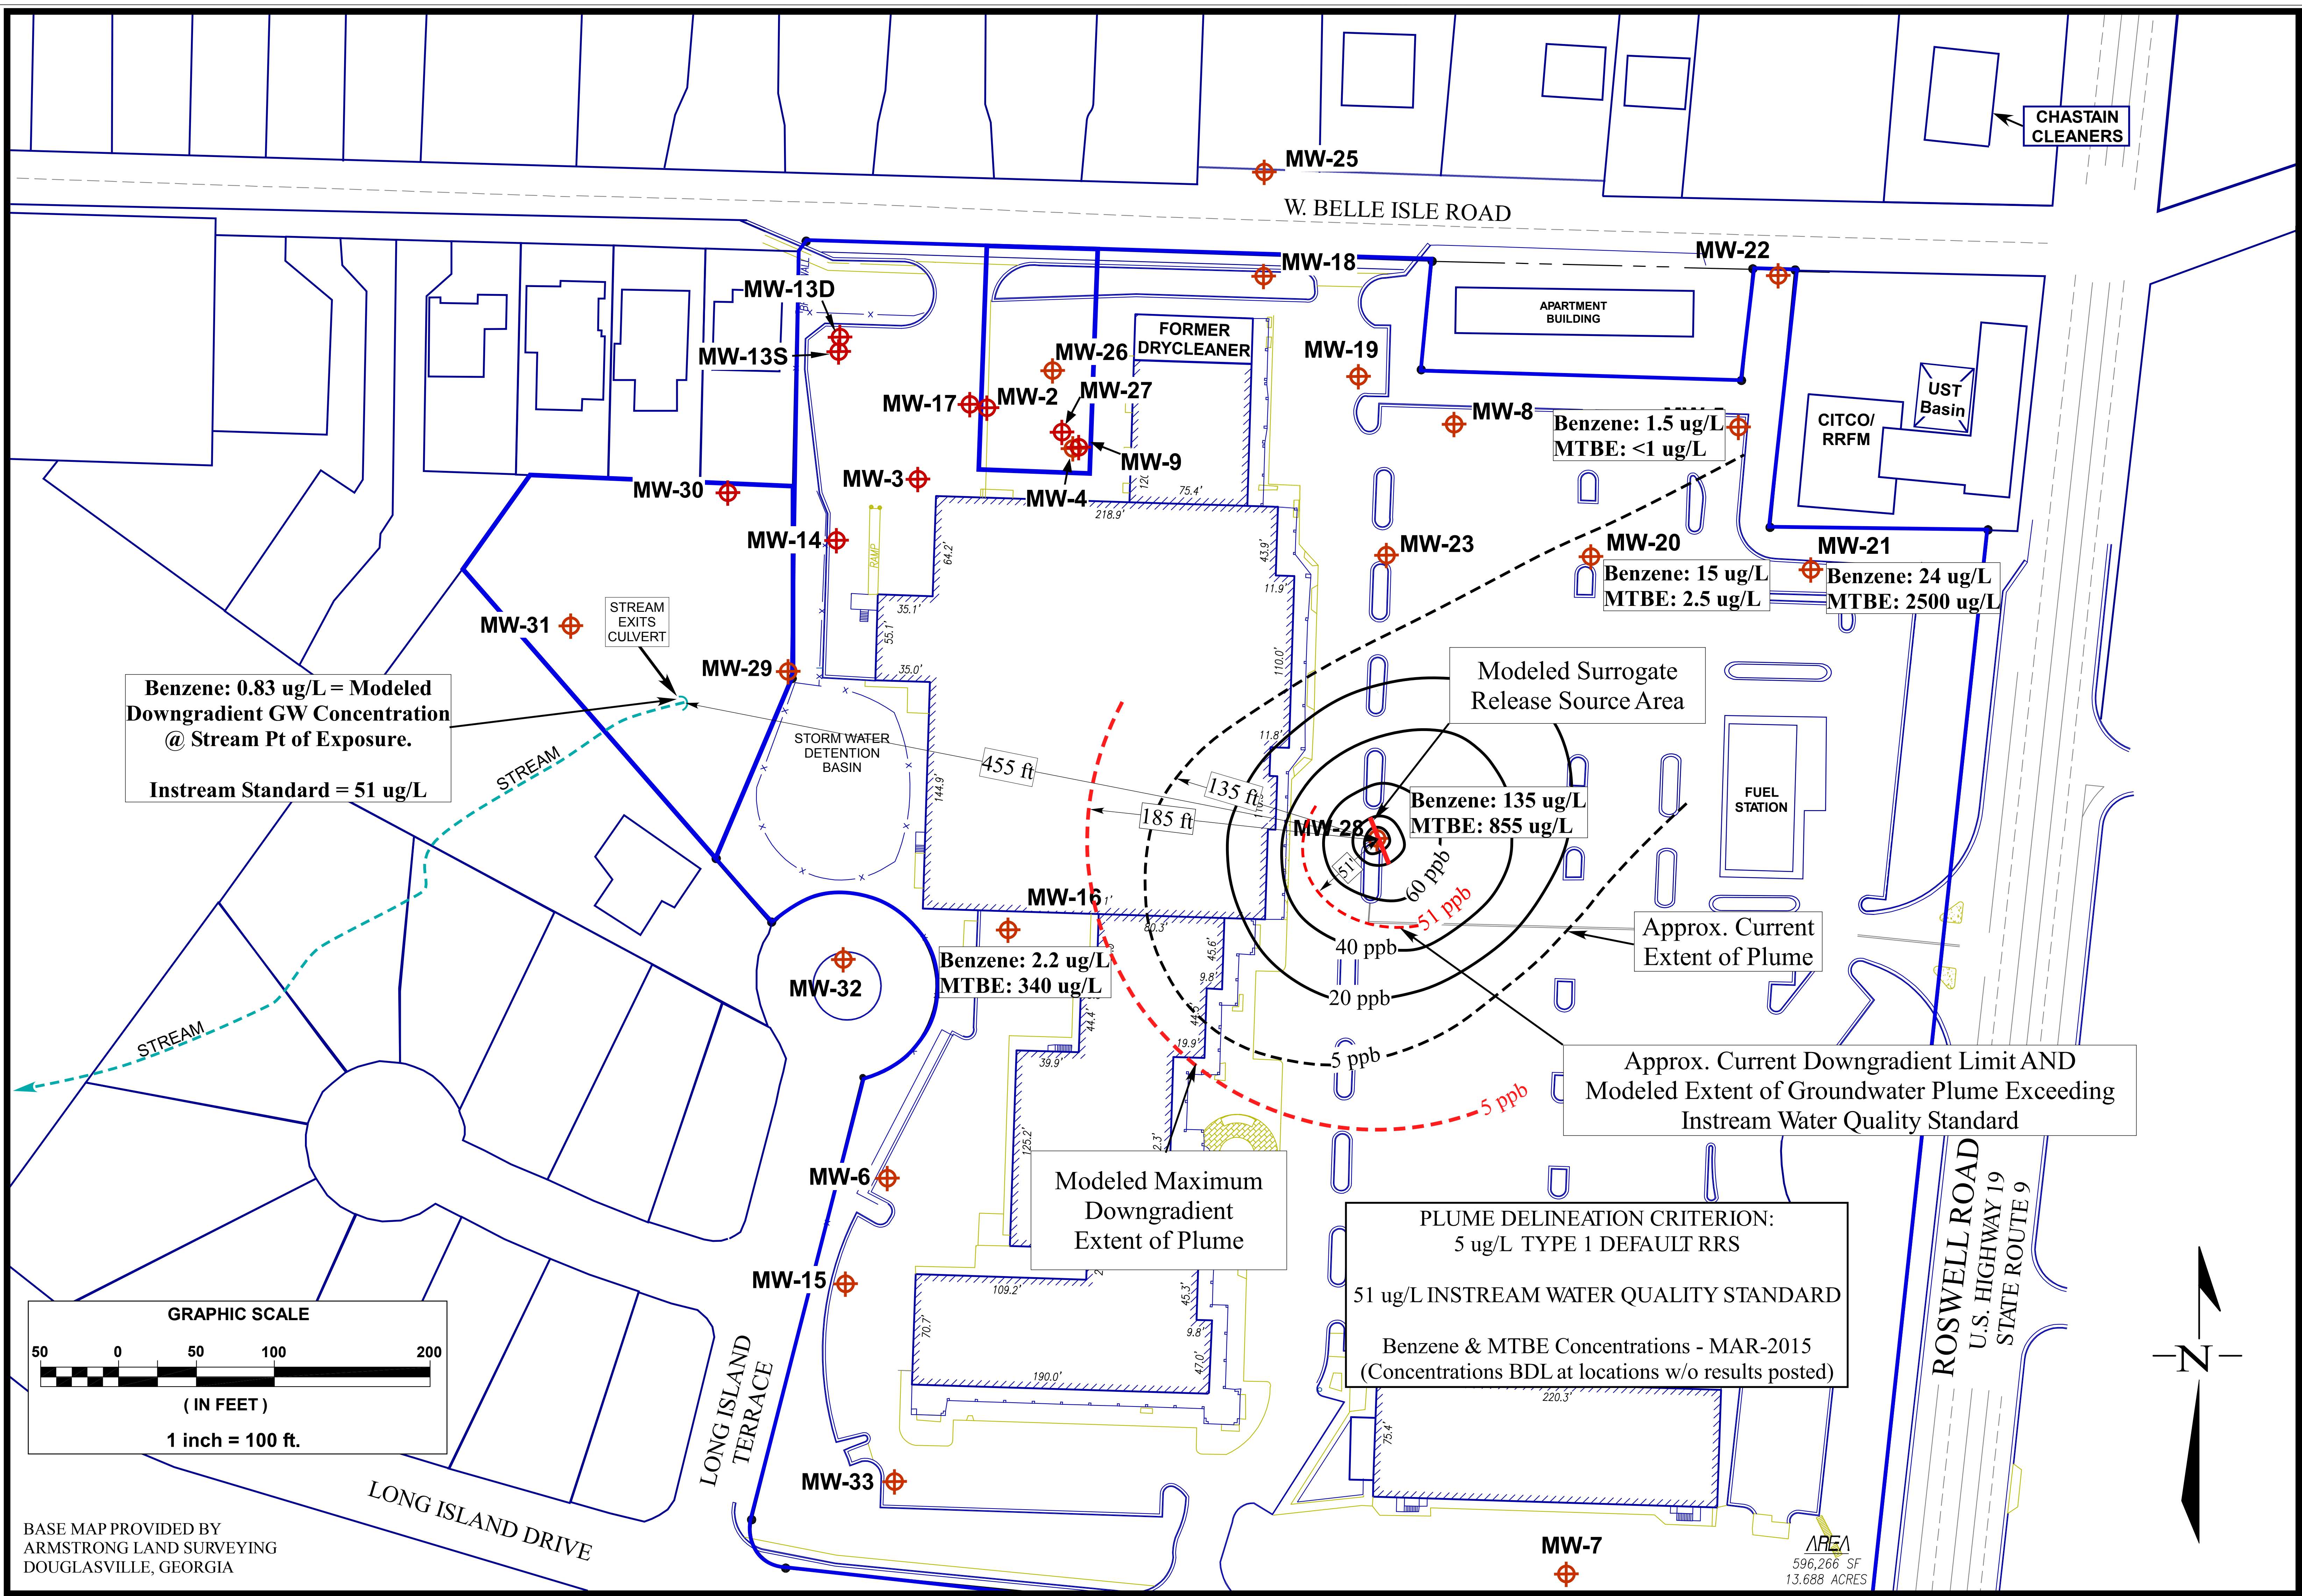 CHASTAIN
CLEANERS
MW-25
W. BELLE ISLE ROAD
MW-22
MW-18
MW-13D
APARTMENT
BUILDING
FORMER
DRYCLEANER
MW-13S
MW-26
MW-19
MW-27
UST
Basin
MW-17
MW-2
MW-8
CITCO/
RRFM
Benzene: 1.5 ug/L
MTBE: <1 ug/L
MW-9
MW-3
MW-30
MW-4
75.4'
218.9'
MW-14
RAMP
64.2'
43.9'
MW-23
MW-20
MW-21
Benzene: 15 ug/L
MTBE: 2.5 ug/L
Benzene: 24 ug/L
MTBE: 2500 ug/L
11.9'
35.1'
55.1'
STREAM
EXITS
CULVERT
MW-31
MW-29
35.0'
110.0'
Modeled Surrogate
Release Source Area
Benzene: 0.83 ug/L = Modeled
Downgradient GW Concentration
@ Stream Pt of Exposure.
Instream Standard = 51 ug/L
STORM WATER
DETENTION
BASIN
11.8'
STREAM
455 ft
135 ft
185 ft
144.9'
FUEL
STATION
Benzene: 135 ug/L
MTBE: 855 ug/L
MW-28
51'
60 ppb
51 ppb
40 ppb
20 ppb
5 ppb
5 ppb
MW-16
80.3'
45.6'
9.8'
44.5'
19.9'
Approx. Current
Extent of Plume
Benzene: 2.2 ug/L
MTBE: 340 ug/L
MW-32
44.4'
39.9'
STREAM
Approx. Current Downgradient Limit AND
Modeled Extent of Groundwater Plume Exceeding
Instream Water Quality Standard
125.2'
MW-6
Modeled Maximum
Downgradient
Extent of Plume
PLUME DELINEATION CRITERION:
5 ug/L TYPE 1 DEFAULT RRS
51 ug/L INSTREAM WATER QUALITY STANDARD
Benzene & MTBE Concentrations - MAR-2015
(Concentrations BDL at locations w/o results posted)
ROSWELL ROAD
U.S. HIGHWAY 19
STATE ROUTE 9
N
MW-15
109.2'
70.7'
45.3'
9.8'
47.0'
190.0'
220.3'
75.4'
GRAPHIC SCALE
50 0 50 100 200
( IN FEET )
1 inch = 100 ft.
LONG ISLAND
TERRACE
MW-33
LONG ISLAND DRIVE
MW-7
AREA
596,266 SF
13.688 ACRES
BASE MAP PROVIDED BY
ARMSTRONG LAND SURVEYING
DOUGLASVILLE, GEORGIA